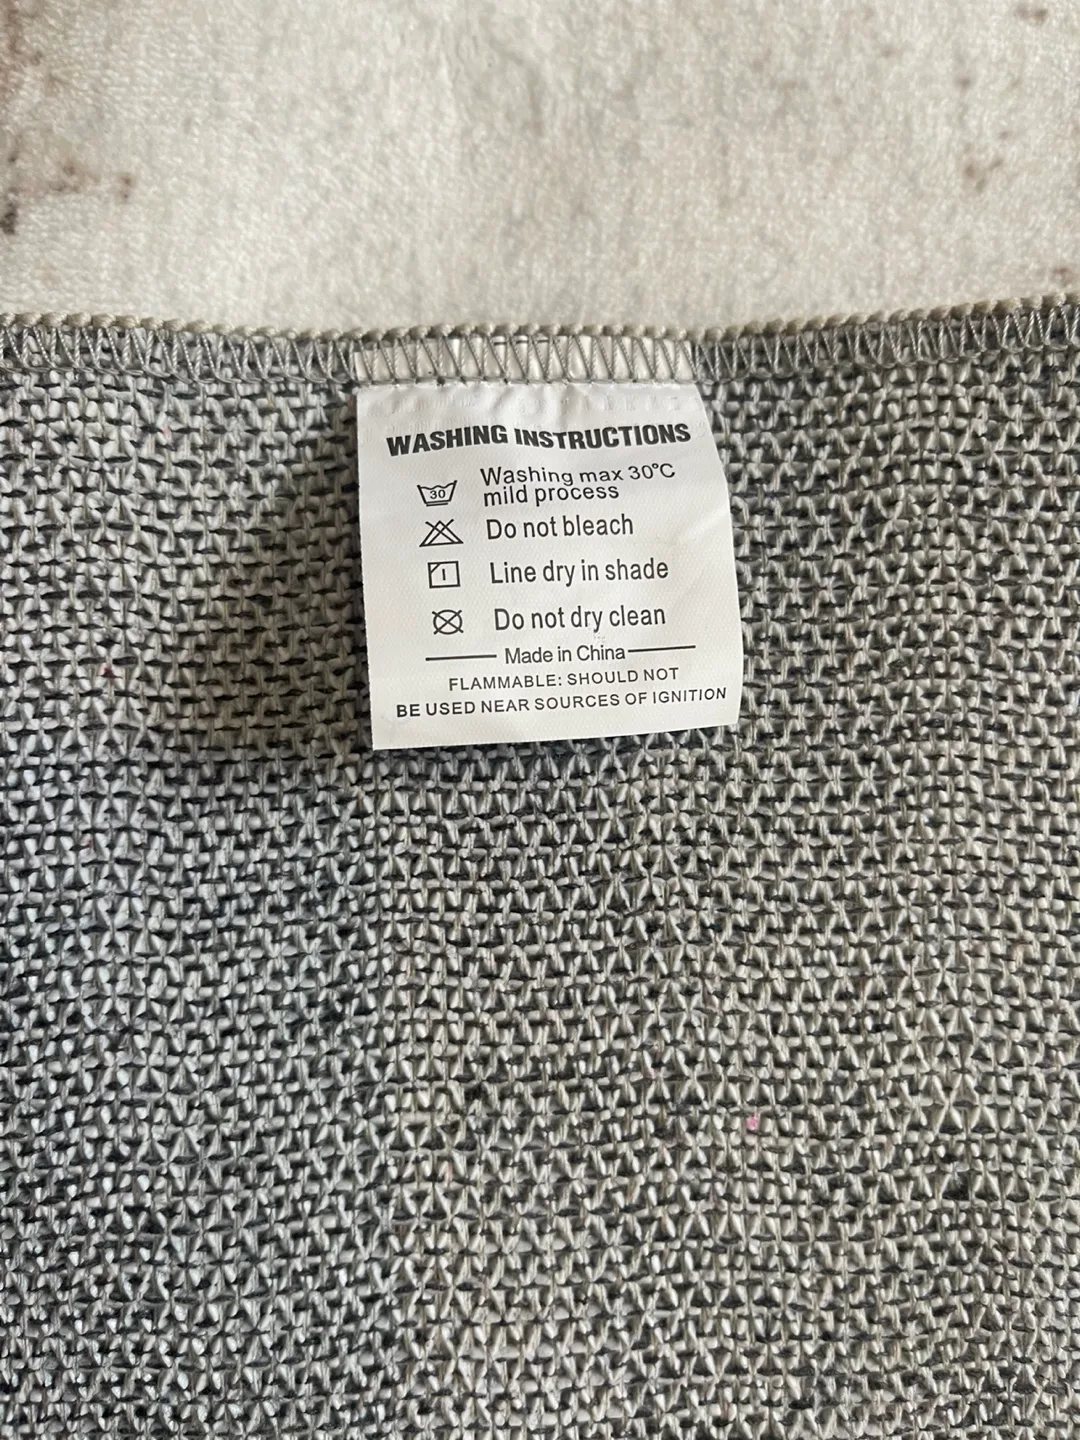 WASHING INSTRUCTIONS
30
Washing max 30°C
mild process
Do not bleach
Line dry in shade
Do not dry clean
Made in China
FLAMMABLE: SHOULD NOT
BE USED NEAR SOURCES OF IGNITION